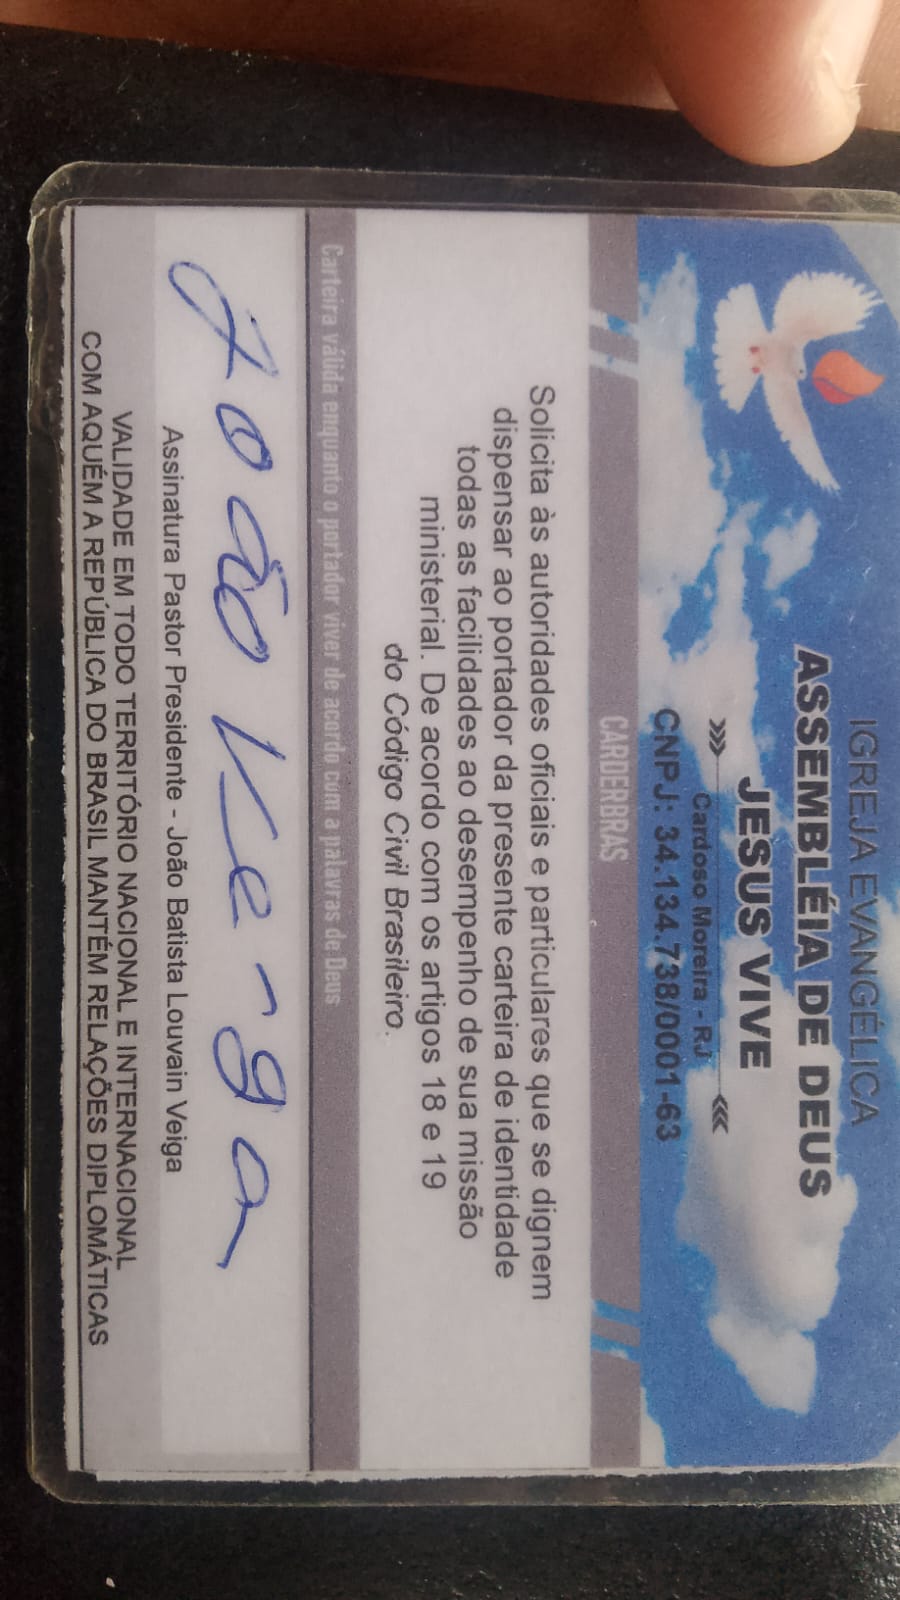 IGREJA EVANGÉLICA
ASSEMBLÉIA DE DEUS
JESUS VIVE
Cardoso Moreira - RJ
CNPJ: 34.134.738/0001-63
CARDERBRAS
Solicita às autoridades oficiais e particulares que se dignem
dispensar ao portador da presente carteira de identidade
todas as facilidades ao desempenho de sua missão
ministerial. De acordo com os artigos 18 e 19
do Código Civil Brasileiro.
Carteira válida enquanto o portador viver de acordo com a palavras de Deus
João Veiga
Assinatura Pastor Presidente - João Batista Louvain Veiga
VALIDADE EM TODO TERRITÓRIO NACIONAL E INTERNACIONAL
COM AQUÉM A REPÚBLICA DO BRASIL MANTÉM RELAÇÕES DIPLOMÁTICAS